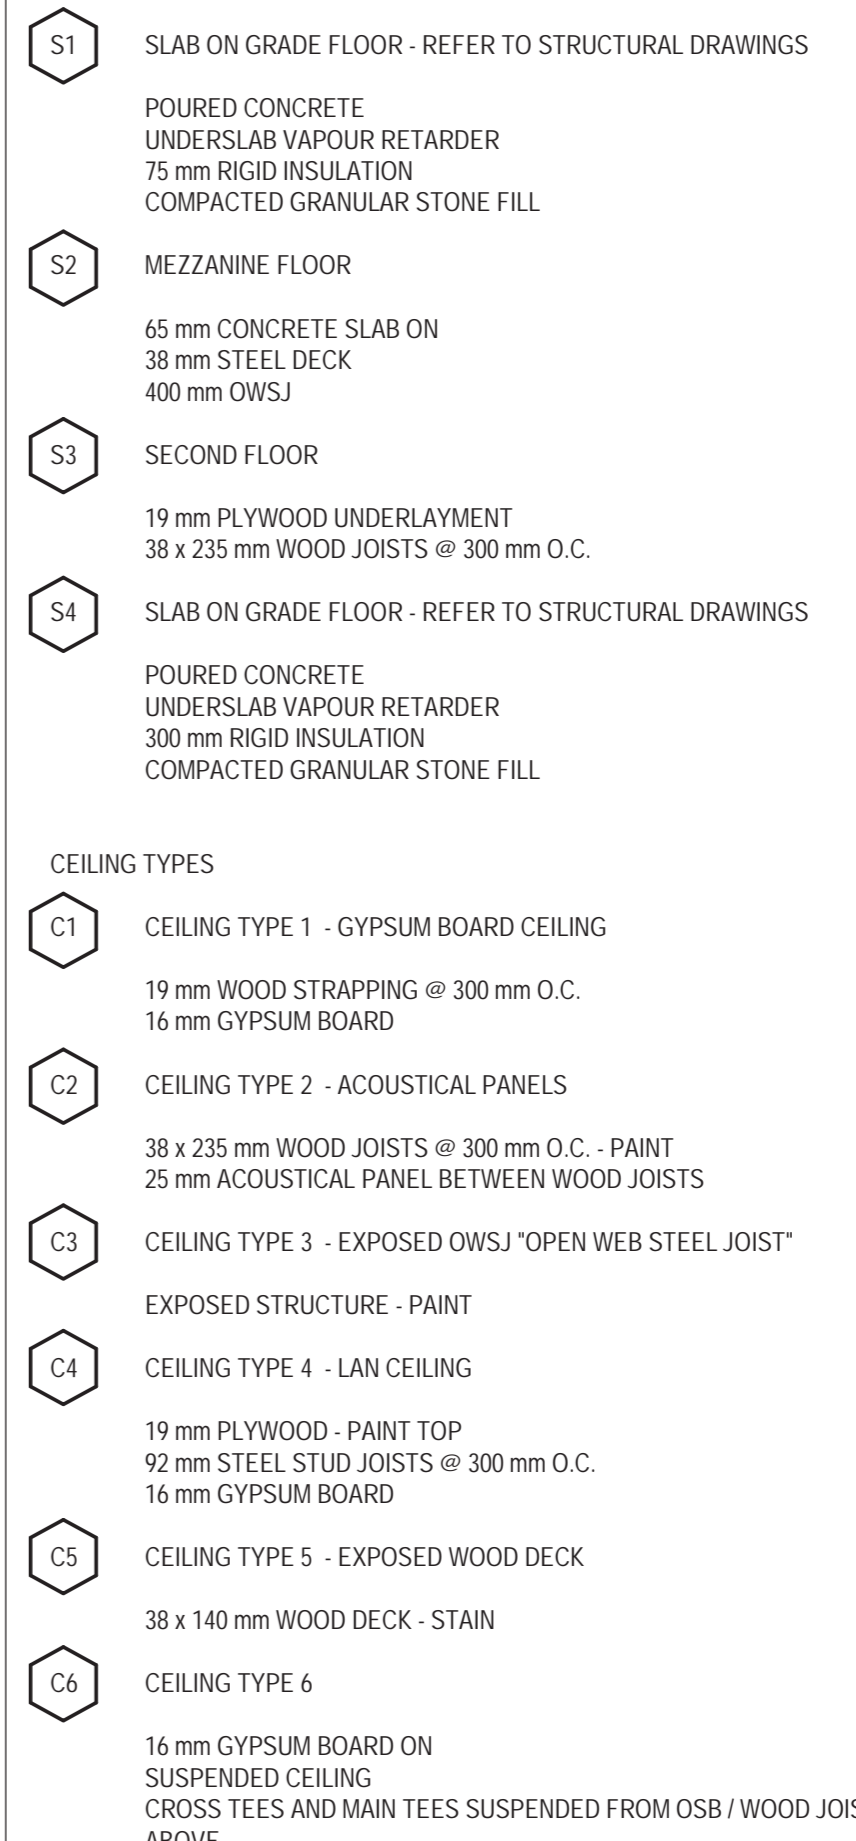 S1 SLAB ON GRADE FLOOR - REFER TO STRUCTURAL DRAWINGS
POURED CONCRETE
UNDERSLAB VAPOUR RETARDER
75 mm RIGID INSULATION
COMPACTED GRANULAR STONE FILL
S2 MEZZANINE FLOOR
65 mm CONCRETE SLAB ON
38 mm STEEL DECK
400 mm OWSJ
S3 SECOND FLOOR
19 mm PLYWOOD UNDERLAYMENT
38 x 235 mm WOOD JOISTS @ 300 mm O.C.
S4 SLAB ON GRADE FLOOR - REFER TO STRUCTURAL DRAWINGS
POURED CONCRETE
UNDERSLAB VAPOUR RETARDER
300 mm RIGID INSULATION
COMPACTED GRANULAR STONE FILL
CEILING TYPES
C1 CEILING TYPE 1 - GYPSUM BOARD CEILING
19 mm WOOD STRAPPING @ 300 mm O.C.
16 mm GYPSUM BOARD
C2 CEILING TYPE 2 - ACOUSTICAL PANELS
38 x 235 mm WOOD JOISTS @ 300 mm O.C. - PAINT
25 mm ACOUSTICAL PANEL BETWEEN WOOD JOISTS
C3 CEILING TYPE 3 - EXPOSED OWSJ "OPEN WEB STEEL JOIST"
EXPOSED STRUCTURE - PAINT
C4 CEILING TYPE 4 - LAN CEILING
19 mm PLYWOOD - PAINT TOP
92 mm STEEL STUD JOISTS @ 300 mm O.C.
16 mm GYPSUM BOARD
C5 CEILING TYPE 5 - EXPOSED WOOD DECK
38 x 140 mm WOOD DECK - STAIN
C6 CEILING TYPE 6
16 mm GYPSUM BOARD ON
SUSPENDED CEILING
CROSS TEES AND MAIN TEES SUSPENDED FROM OSB / WOOD
ABOVE